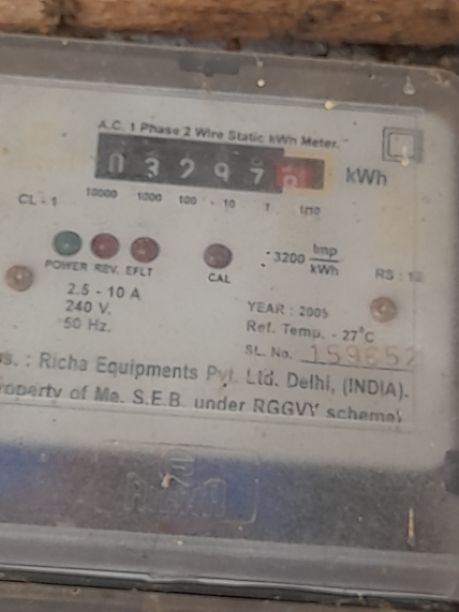 A.C. 1 Phase 2 Wire Static kWh Meter.
0 3 2 9 7 kWh
CL - 1 10000 1000 100 10 1 1/10
3200 Imp/kWh
POWER REV. EFLT CAL RS :
2.5 - 10 A
240 V.
50 Hz.
YEAR : 2005
Ref. Temp. - 27°C
SL. No. 159652
s. : Richa Equipments Pvt. Ltd. Delhi, (INDIA).
roperty of Me. S.E.B. under RGGVY scheme